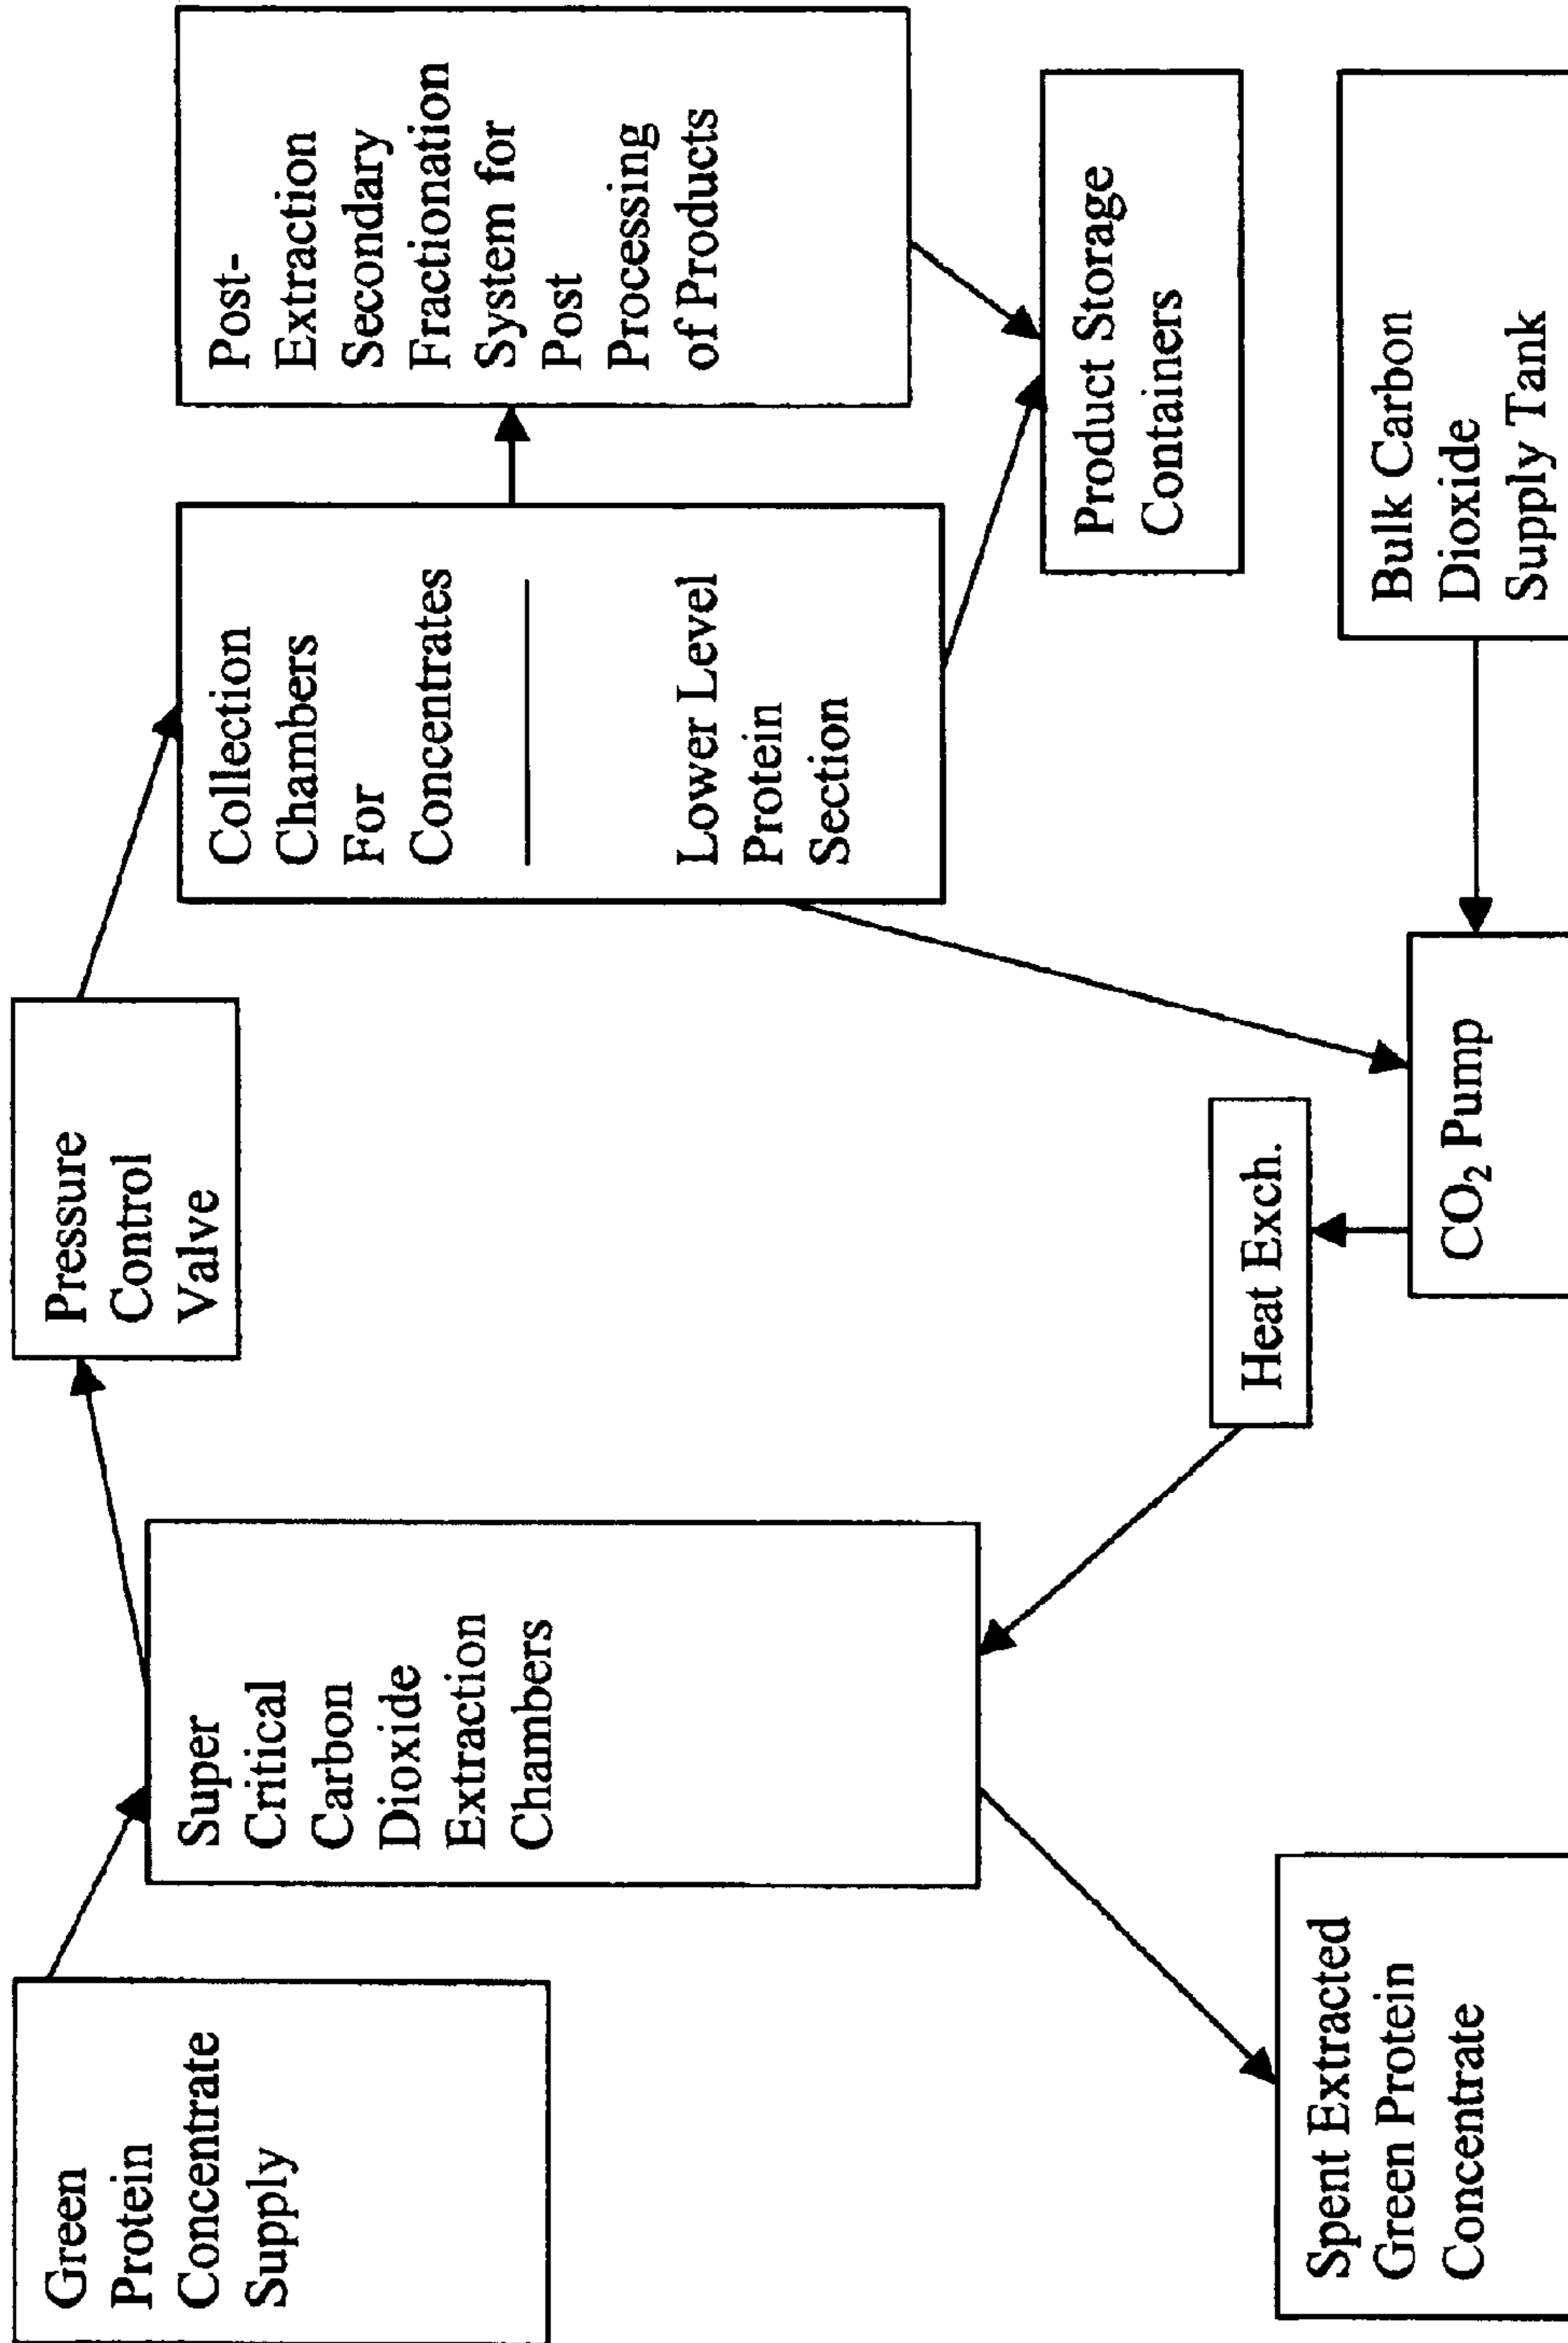 Green
Protein
Concentrate
Supply
Super
Critical
Carbon
Dioxide
Extraction
Chambers
Pressure
Control
Valve
Collection
Chambers
For
Concentrates
Lower Level
Protein
Section
Post-
Extraction
Secondary
Fractionation
System for
Post
Processing
of Products
Product Storage
Containers
Heat Exch.
Spent Extracted
Green Protein
Concentrate
CO₂ Pump
Bulk Carbon
Dioxide
Supply Tank